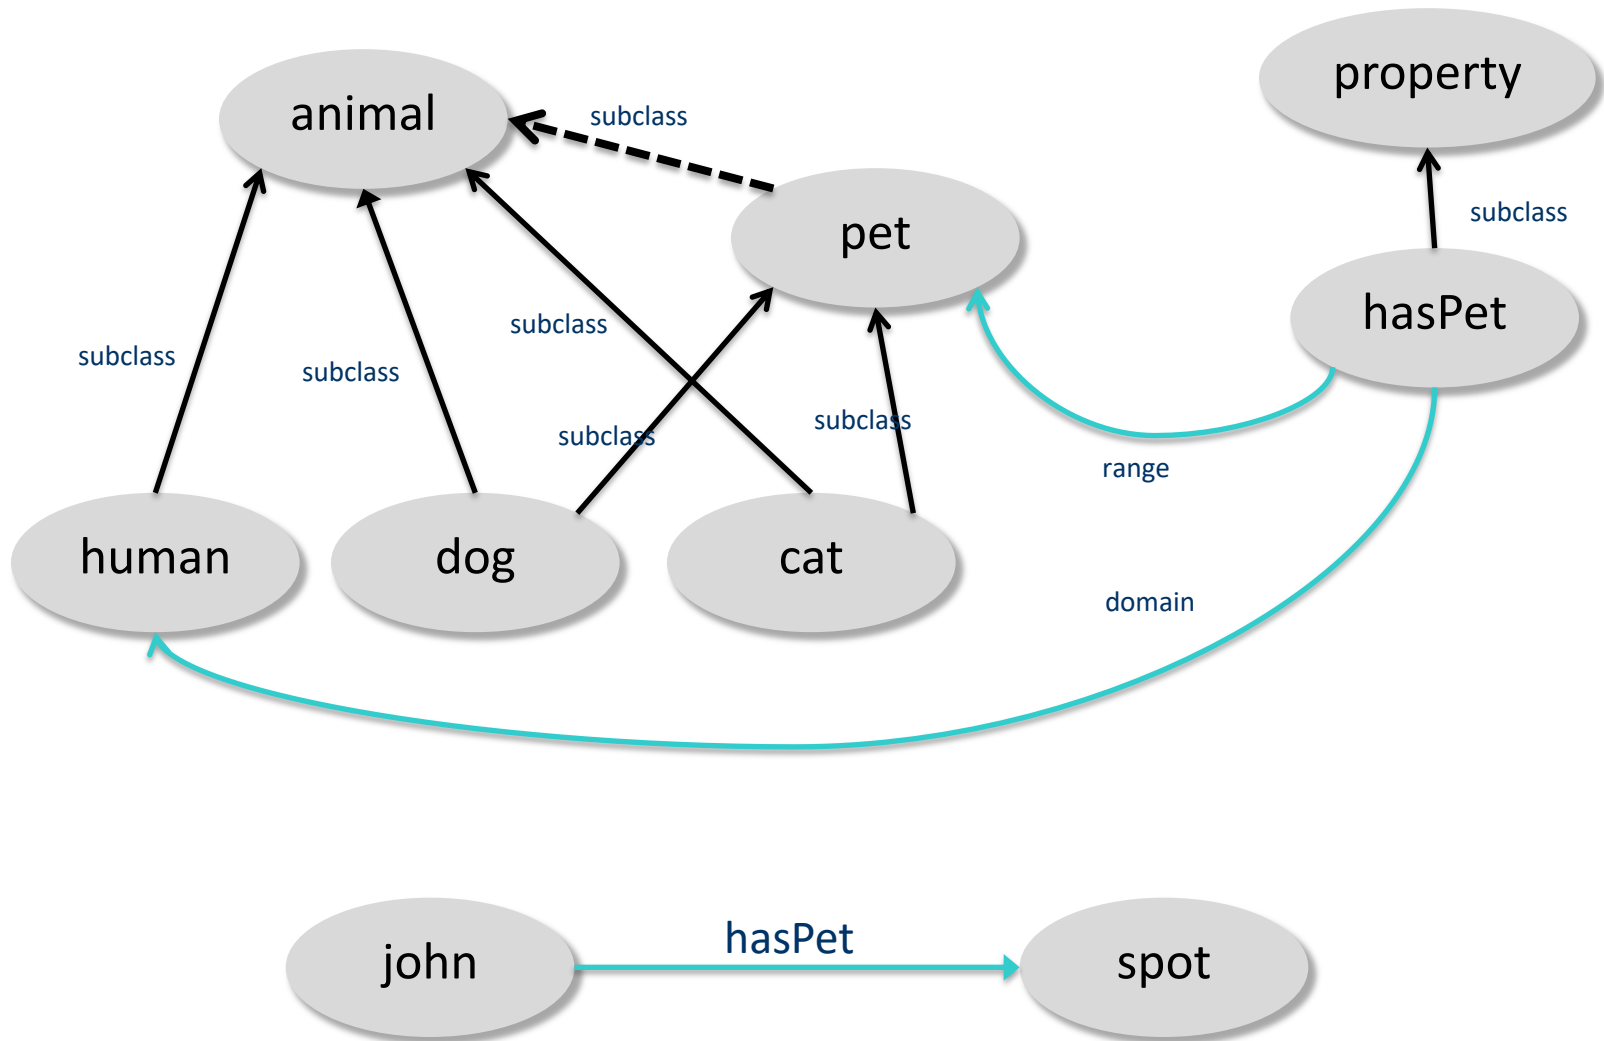 property
animal
subclass
subclass
pet
hasPet
subclass
subclass
subclass
subclass
subclass
range
human
dog
cat
domain
hasPet
john
spot